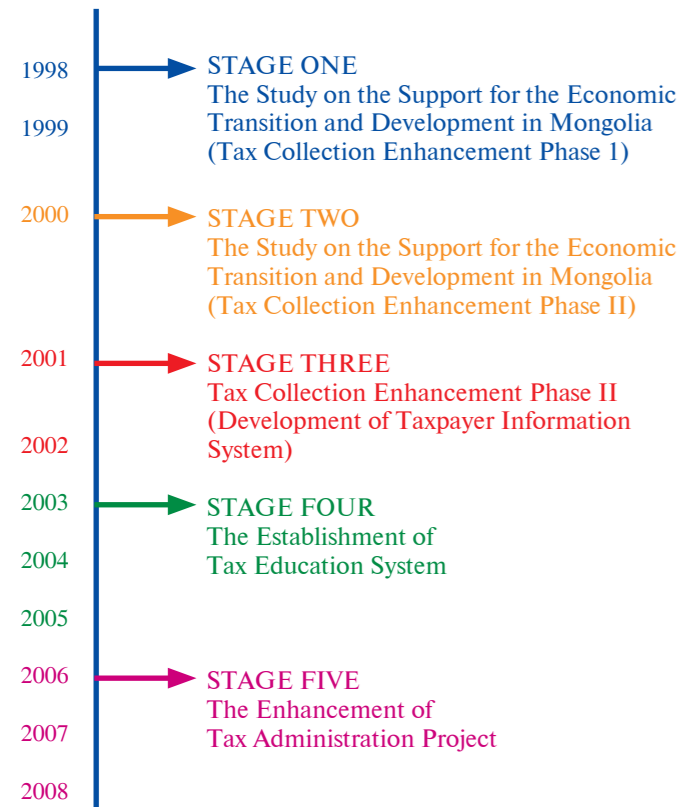 1998
STAGE ONE
The Study on the Support for the Economic
1999
Transition and Development in Mongolia
(Tax Collection Enhancement Phase 1)
2000
STAGE TWO
The Study on the Support for the Economic
Transition and Development in Mongolia
(Tax Collection Enhancement Phase II)
2001
STAGE THREE
Tax Collection Enhancement Phase II
(Development of Taxpayer Information
2002
System)
2003
STAGE FOUR
The Establishment of
2004
Tax Education System
2005
2006
STAGE FIVE
The Enhancement of
2007
Tax Administration Project
2008